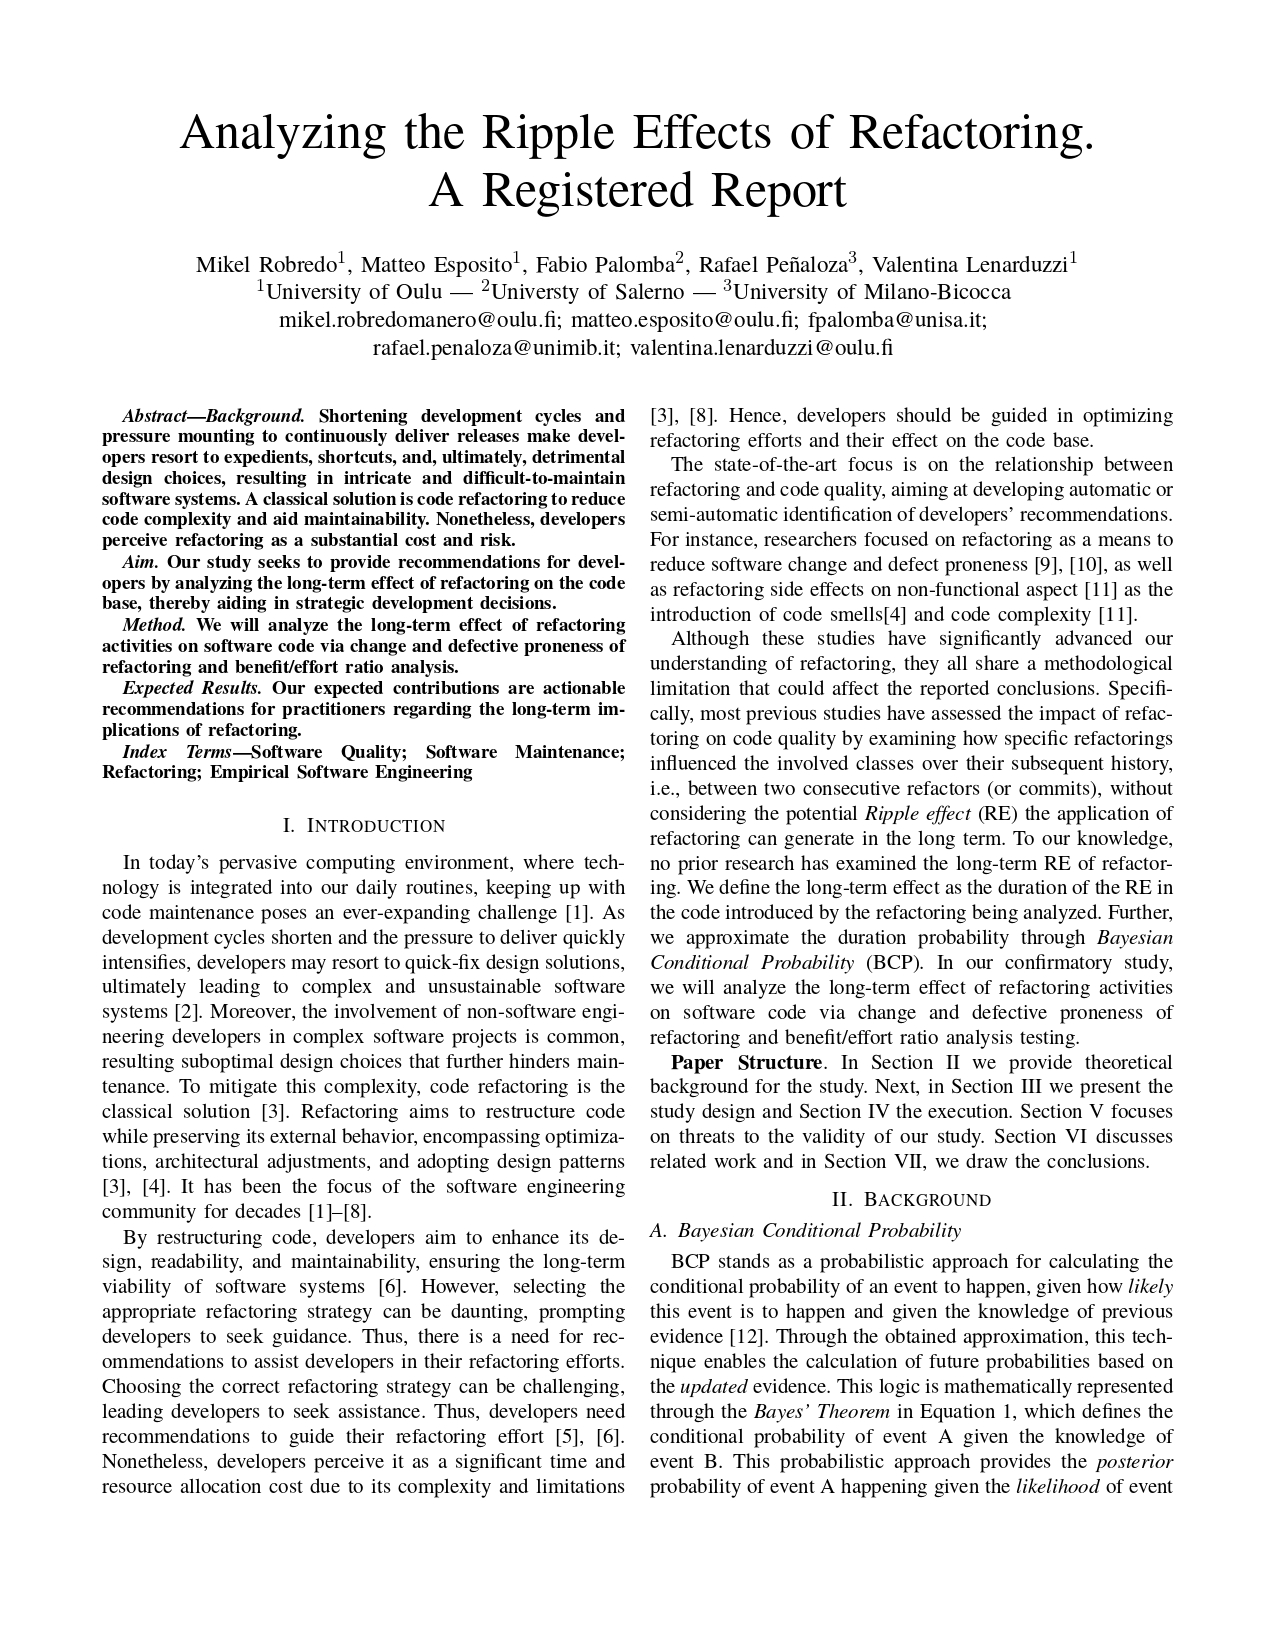 Analyzing the Ripple Effects of Refactoring.
A Registered Report
Mikel Robredo1, Matteo Esposito1, Fabio Palomba2, Rafael Peñaloza3, Valentina Lenarduzzi1
1University of Oulu — 2Universty of Salerno — 3University of Milano-Bicocca
mikel.robredomanero@oulu.fi; matteo.esposito@oulu.fi; fpalomba@unisa.it;
rafael.penaloza@unimib.it; valentina.lenarduzzi@oulu.fi
Abstract—Background. Shortening development cycles and
pressure mounting to continuously deliver releases make devel-
opers resort to expedients, shortcuts, and, ultimately, detrimental
design choices, resulting in intricate and difficult-to-maintain
software systems. A classical solution is code refactoring to reduce
code complexity and aid maintainability. Nonetheless, developers
perceive refactoring as a substantial cost and risk.
Aim. Our study seeks to provide recommendations for devel-
opers by analyzing the long-term effect of refactoring on the code
base, thereby aiding in strategic development decisions.
Method. We will analyze the long-term effect of refactoring
activities on software code via change and defective proneness of
refactoring and benefit/effort ratio analysis.
Expected Results. Our expected contributions are actionable
recommendations for practitioners regarding the long-term im-
plications of refactoring.
Index Terms—Software Quality; Software Maintenance;
Refactoring; Empirical Software Engineering
I. INTRODUCTION
In today's pervasive computing environment, where tech-
nology is integrated into our daily routines, keeping up with
code maintenance poses an ever-expanding challenge [1]. As
development cycles shorten and the pressure to deliver quickly
intensifies, developers may resort to quick-fix design solutions,
ultimately leading to complex and unsustainable software
systems [2]. Moreover, the involvement of non-software engi-
neering developers in complex software projects is common,
resulting suboptimal design choices that further hinders main-
tenance. To mitigate this complexity, code refactoring is the
classical solution [3]. Refactoring aims to restructure code
while preserving its external behavior, encompassing optimiza-
tions, architectural adjustments, and adopting design patterns
[3], [4]. It has been the focus of the software engineering
community for decades [1]–[8].
By restructuring code, developers aim to enhance its de-
sign, readability, and maintainability, ensuring the long-term
viability of software systems [6]. However, selecting the
appropriate refactoring strategy can be daunting, prompting
developers to seek guidance. Thus, there is a need for rec-
ommendations to assist developers in their refactoring efforts.
Choosing the correct refactoring strategy can be challenging,
leading developers to seek assistance. Thus, developers need
recommendations to guide their refactoring effort [5], [6].
Nonetheless, developers perceive it as a significant time and
resource allocation cost due to its complexity and limitations
[3], [8]. Hence, developers should be guided in optimizing
refactoring efforts and their effect on the code base.
The state-of-the-art focus is on the relationship between
refactoring and code quality, aiming at developing automatic or
semi-automatic identification of developers' recommendations.
For instance, researchers focused on refactoring as a means to
reduce software change and defect proneness [9], [10], as well
as refactoring side effects on non-functional aspect [11] as the
introduction of code smells[4] and code complexity [11].
Although these studies have significantly advanced our
understanding of refactoring, they all share a methodological
limitation that could affect the reported conclusions. Specifi-
cally, most previous studies have assessed the impact of refac-
toring on code quality by examining how specific refactorings
influenced the involved classes over their subsequent history,
i.e., between two consecutive refactors (or commits), without
considering the potential Ripple effect (RE) the application of
refactoring can generate in the long term. To our knowledge,
no prior research has examined the long-term RE of refactor-
ing. We define the long-term effect as the duration of the RE in
the code introduced by the refactoring being analyzed. Further,
we approximate the duration probability through Bayesian
Conditional Probability (BCP). In our confirmatory study,
we will analyze the long-term effect of refactoring activities
on software code via change and defective proneness of
refactoring and benefit/effort ratio analysis testing.
Paper Structure. In Section II we provide theoretical
background for the study. Next, in Section III we present the
study design and Section IV the execution. Section V focuses
on threats to the validity of our study. Section VI discusses
related work and in Section VII, we draw the conclusions.
II. BACKGROUND
A. Bayesian Conditional Probability
BCP stands as a probabilistic approach for calculating the
conditional probability of an event to happen, given how likely
this event is to happen and given the knowledge of previous
evidence [12]. Through the obtained approximation, this tech-
nique enables the calculation of future probabilities based on
the updated evidence. This logic is mathematically represented
through the Bayes' Theorem in Equation 1, which defines the
conditional probability of event A given the knowledge of
event B. This probabilistic approach provides the posterior
probability of event A happening given the likelihood of event